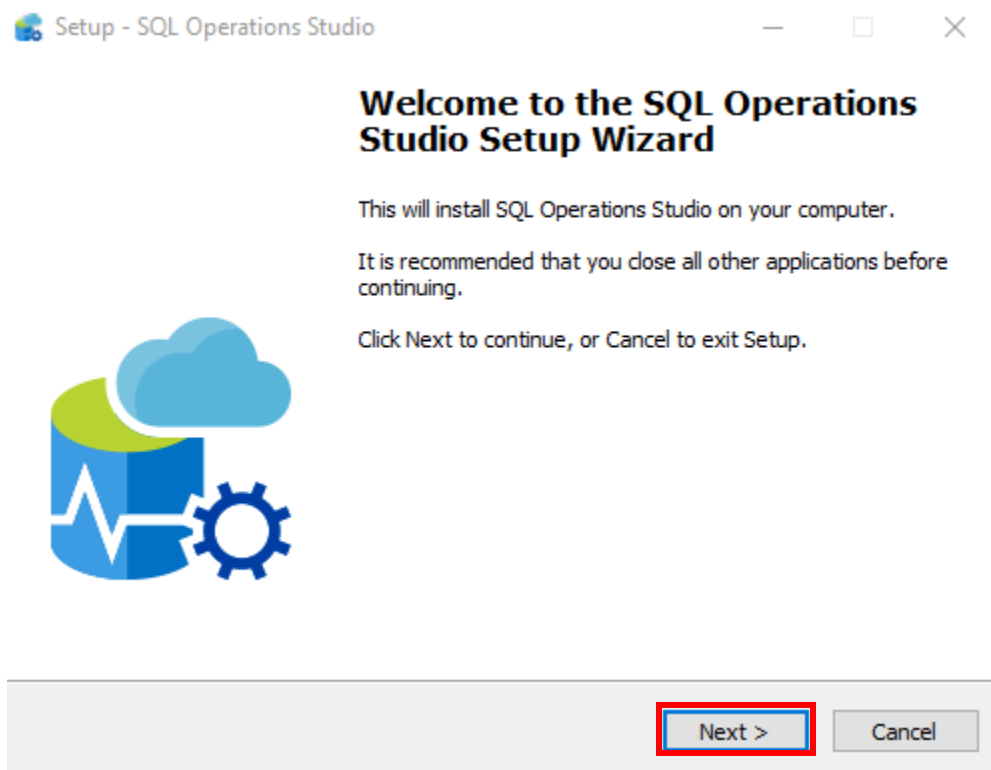 Setup - SQL Operations Studio
Welcome to the SQL Operations
Studio Setup Wizard
This will install SQL Operations Studio on your computer.
It is recommended that you close all other applications before
continuing.
Click Next to continue, or Cancel to exit Setup.
Next >
Cancel